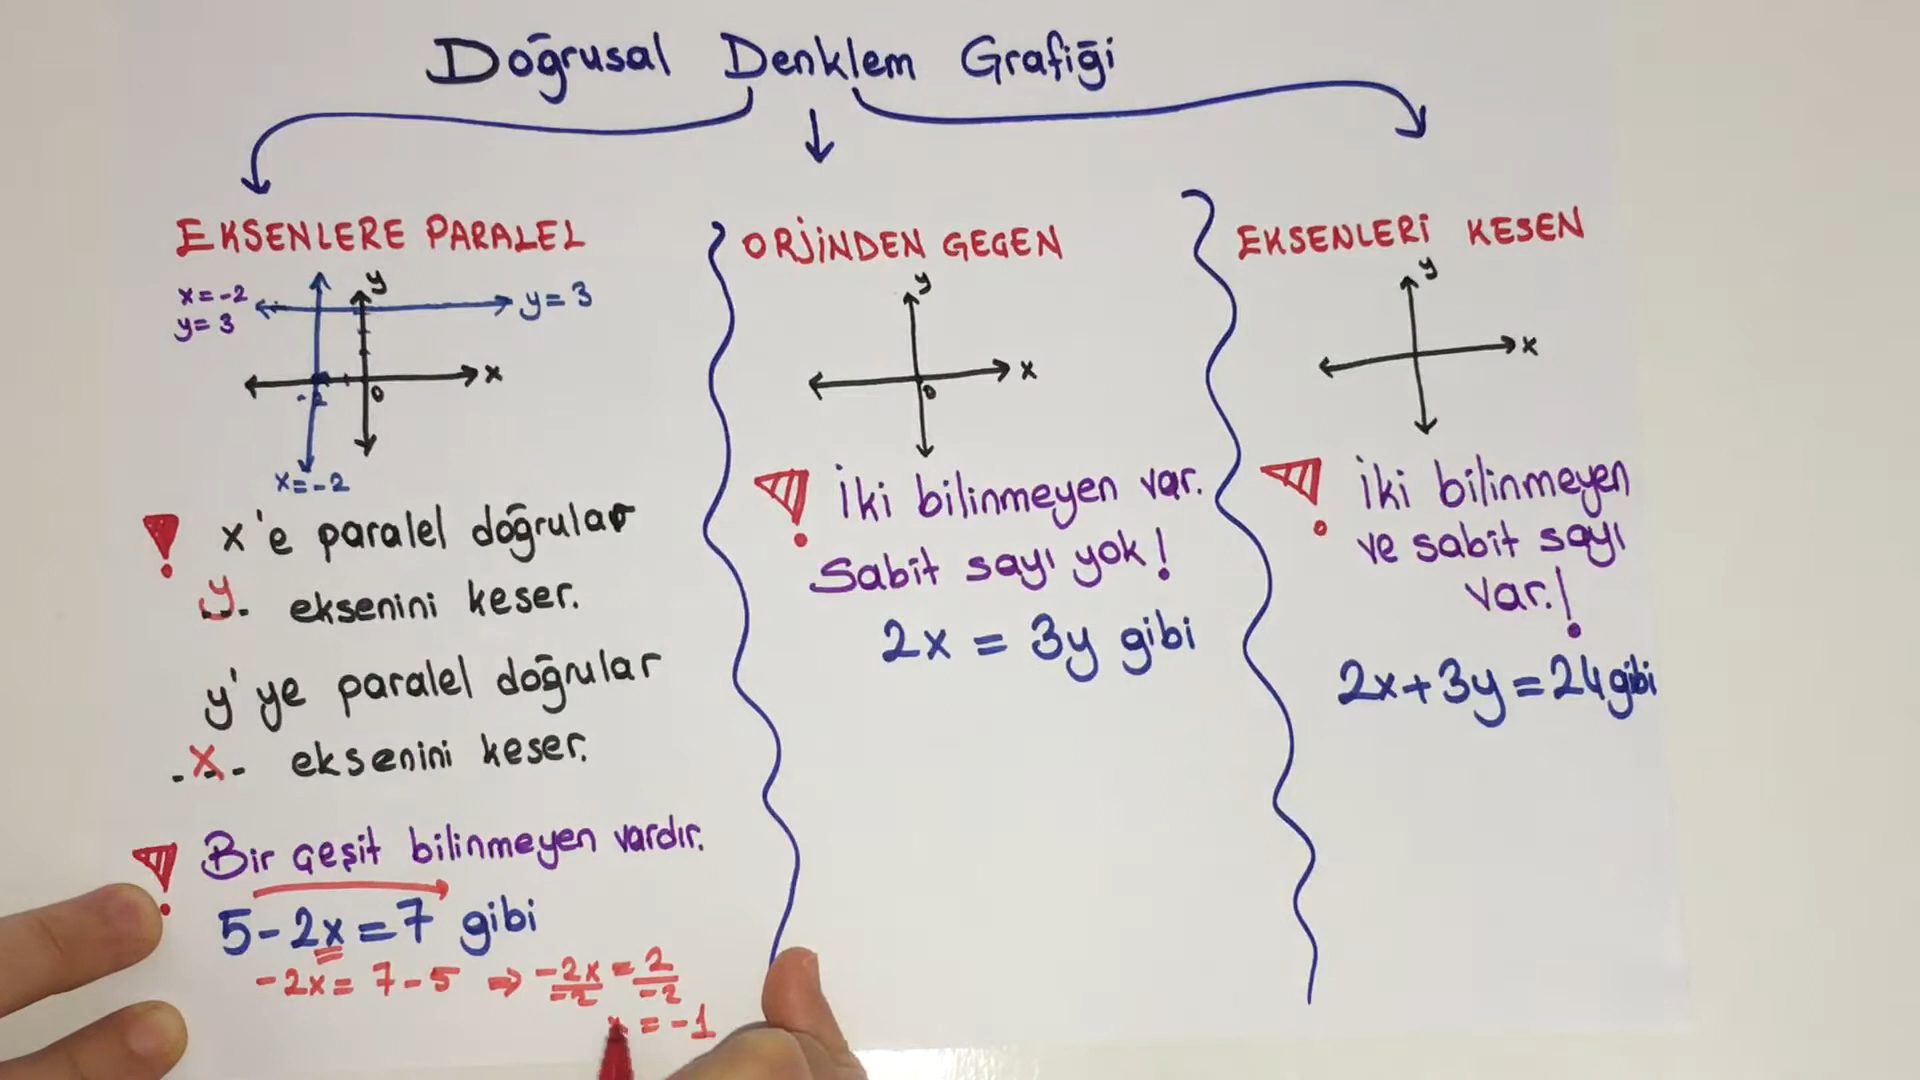 Doğrusal Denklem Grafiği
EKSENLERE PARALEL
x=-2
y=3
y
y=3
x
-2
0
x=-2
x'e paralel doğrular
y eksenini keser.
y'ye paralel doğrular
x eksenini keser.
Bir çeşit bilinmeyen vardır.
5-2x=7 gibi
-2x=7-5 ⇒ -2x/-2 = 2/-2
x=-1
ORJİNDEN GEÇEN
y
x
0
İki bilinmeyen var.
Sabit sayı yok!
2x = 3y gibi
EKSENLERİ KESEN
y
x
İki bilinmeyen
ve sabit sayı
var.!
2x+3y=24 gibi